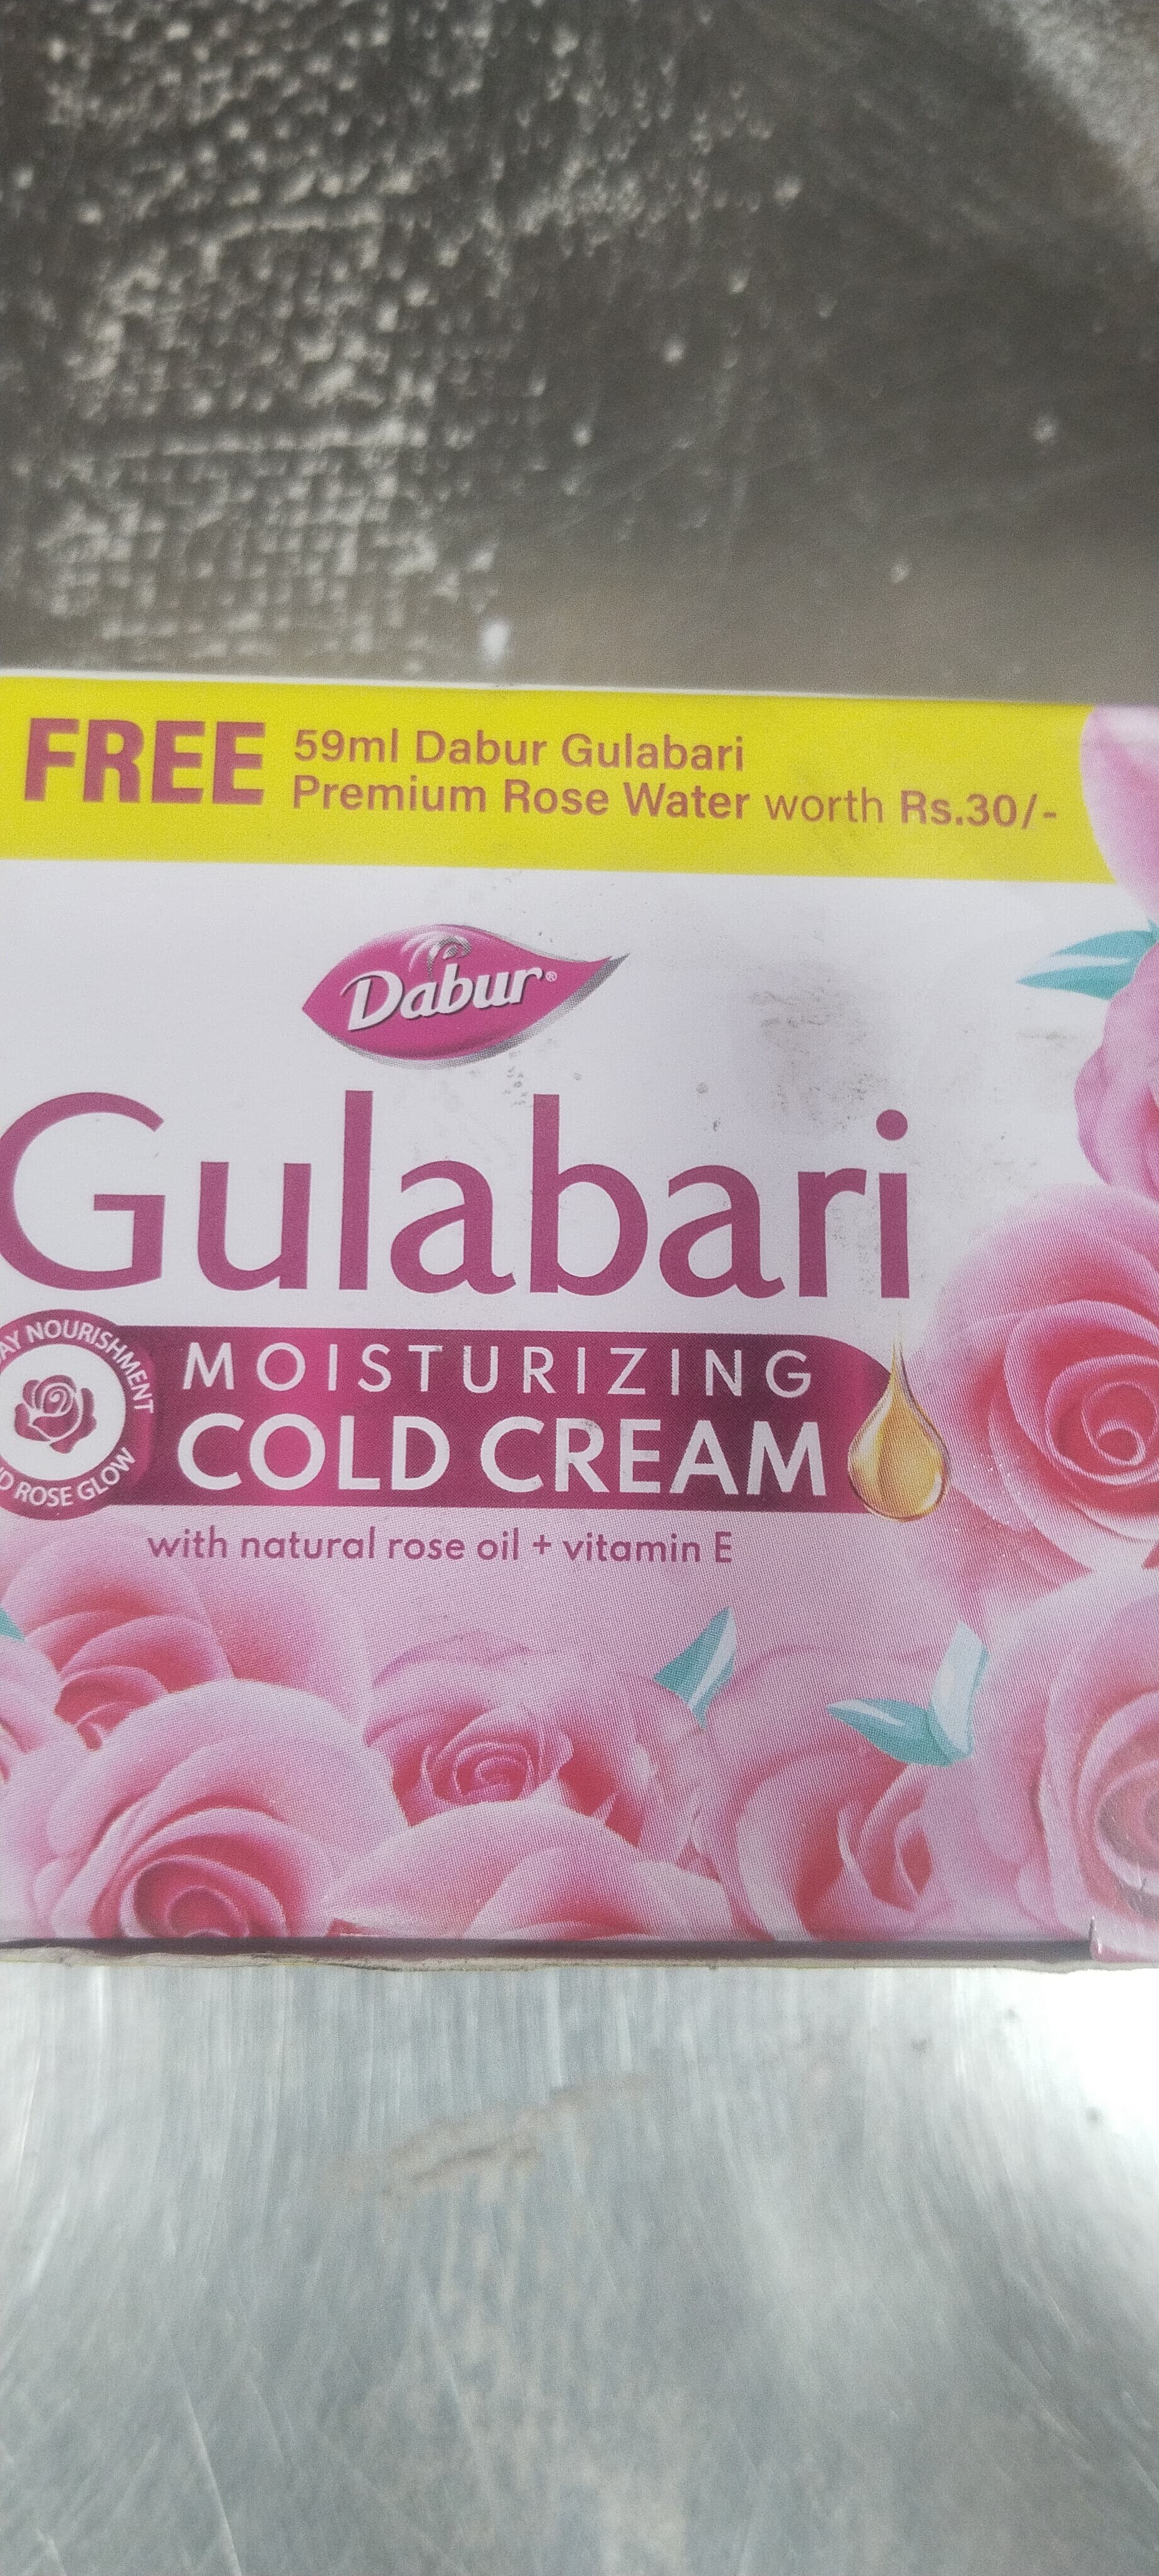 FREE 59ml Dabur Gulabari
Premium Rose Water worth Rs.30/-
Dabur®
Gulabari
AY NOURISHMENT
ROSE GLOW
MOISTURIZING
COLD CREAM
with natural rose oil + vitamin E